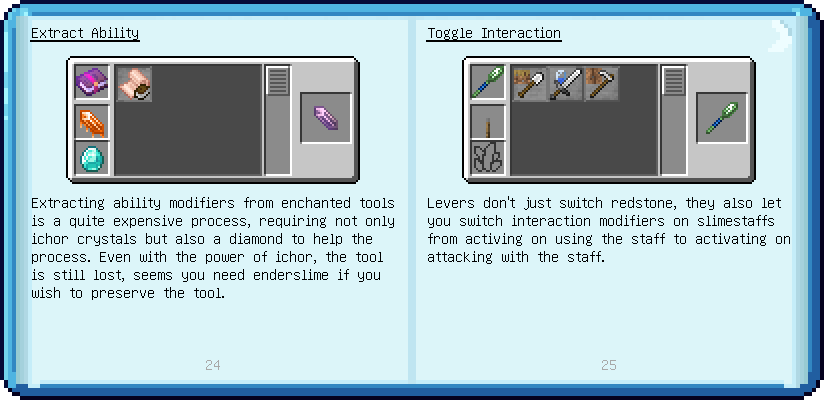 Extract Ability
Extracting ability modifiers from enchanted tools
is a quite expensive process, requiring not only
ichor crystals but also a diamond to help the
process. Even with the power of ichor, the tool
is still lost, seems you need enderslime if you
wish to preserve the tool.
24
Toggle Interaction
Levers don't just switch redstone, they also let
you switch interaction modifiers on slimestaffs
from activing on using the staff to activating on
attacking with the staff.
25